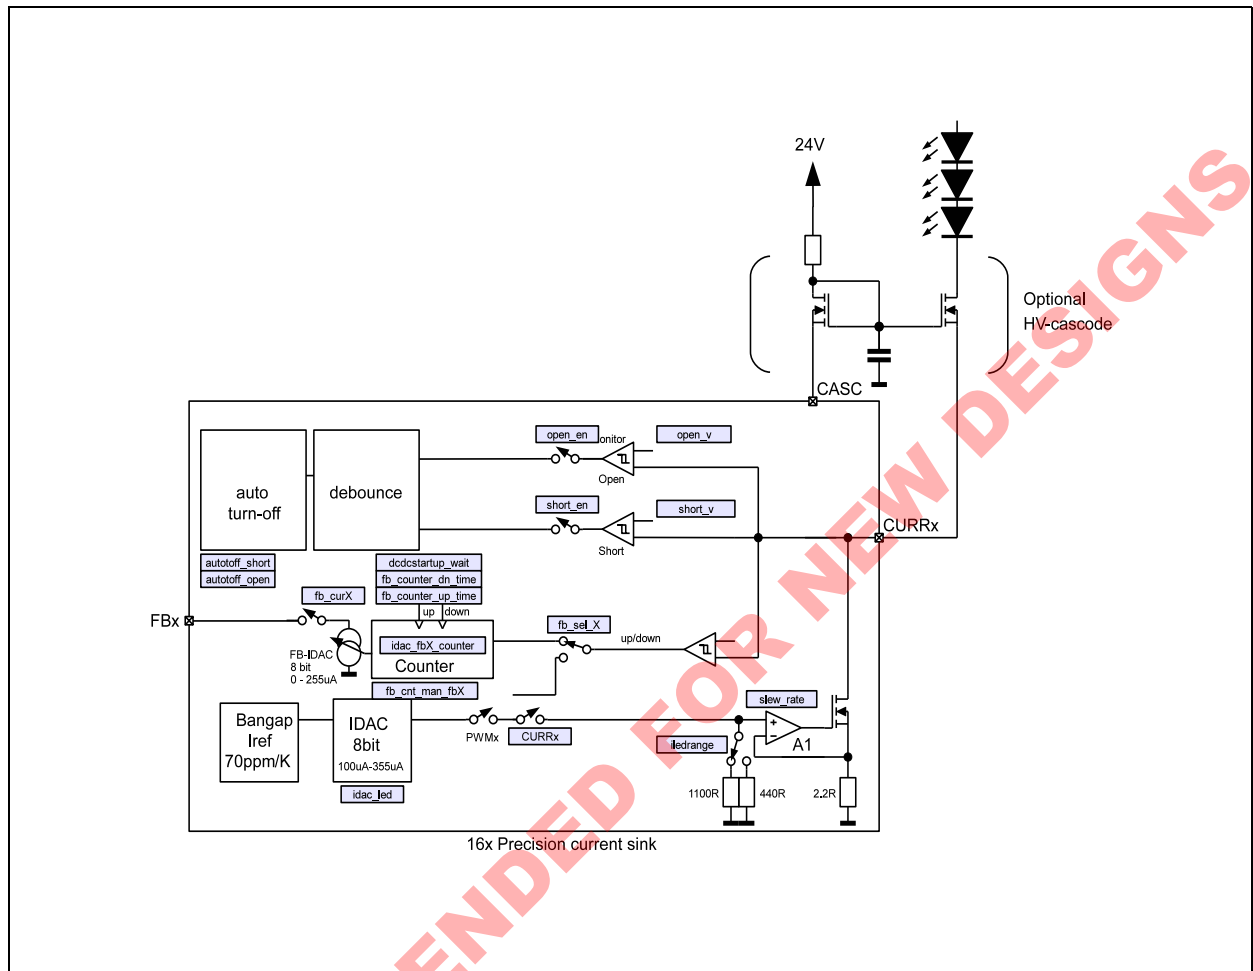 24V
Optional
HV-cascode
CASC
open_en
onitor
open_v
Open
auto
turn-off
debounce
short_en
short_v
Short
CURRx
autotoff_short
autotoff_open
dcdcstartup_wait
fb_counter_dn_time
fb_counter_up_time
fb_curX
up
down
FBx
fb_sel_X
up/down
idac_fbX_counter
Counter
FB-IDAC
8 bit
0 - 255uA
fb_cnt_man_fbX
slew_rate
Bangap
Iref
70ppm/K
IDAC
8bit
100uA-355uA
PWMx
CURRx
iledrange
+
−
A1
1100R
440R
2.2R
idac_led
16x Precision current sink
ENDED FOR NEW DESIGNS